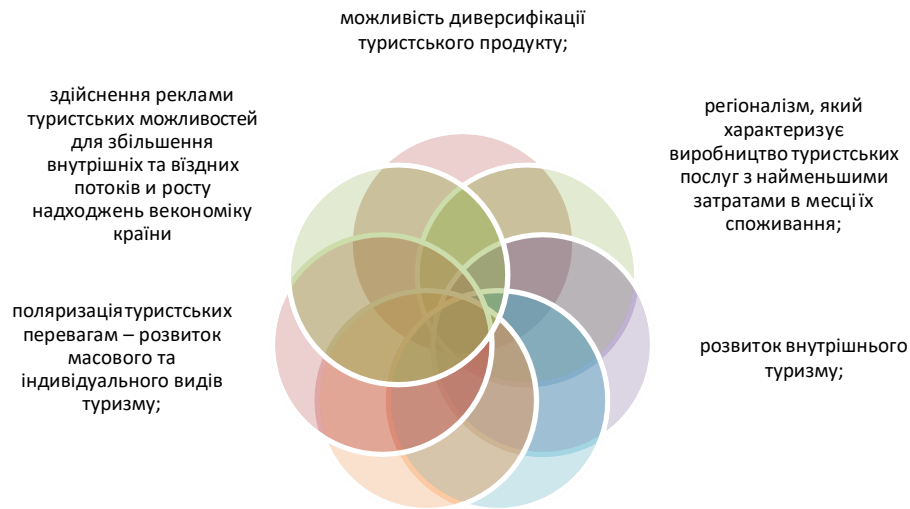 можливість диверсифікації
туристського продукту;
здійснення реклами
туристських можливостей
для збільшення
внутрішніх та віздних
потоків и росту
надходжень векономіку
країни
регіоналізм, який
характеризує
виробництво туристських
послуг з найменшими
затратами в месці їх
споживання;
поляризація туристських
перевагам – розвиток
масового та
індивідуального видів
туризму;
розвиток внутрішнього
туризму;